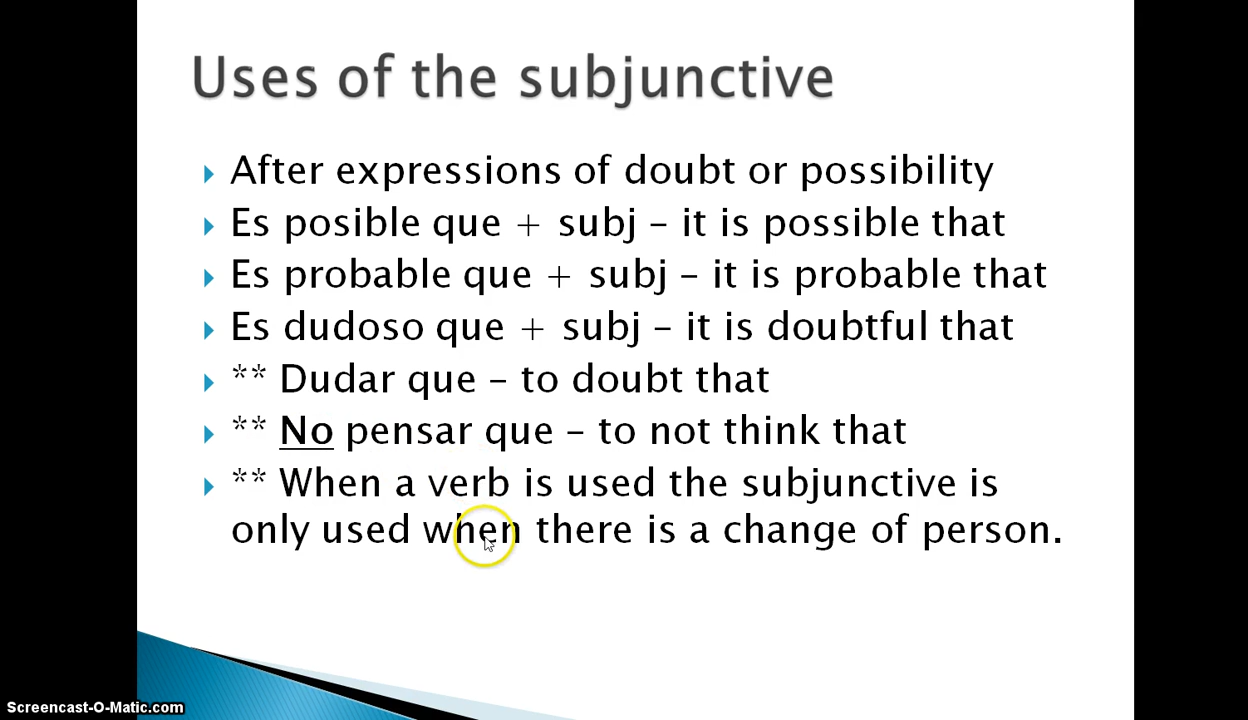 Uses of the subjunctive
After expressions of doubt or possibility
Es posible que + subj – it is possible that
Es probable que + subj – it is probable that
Es dudoso que + subj – it is doubtful that
** Dudar que – to doubt that
** No pensar que – to not think that
** When a verb is used the subjunctive is
only used when there is a change of person.
Screencast-O-Matic.com